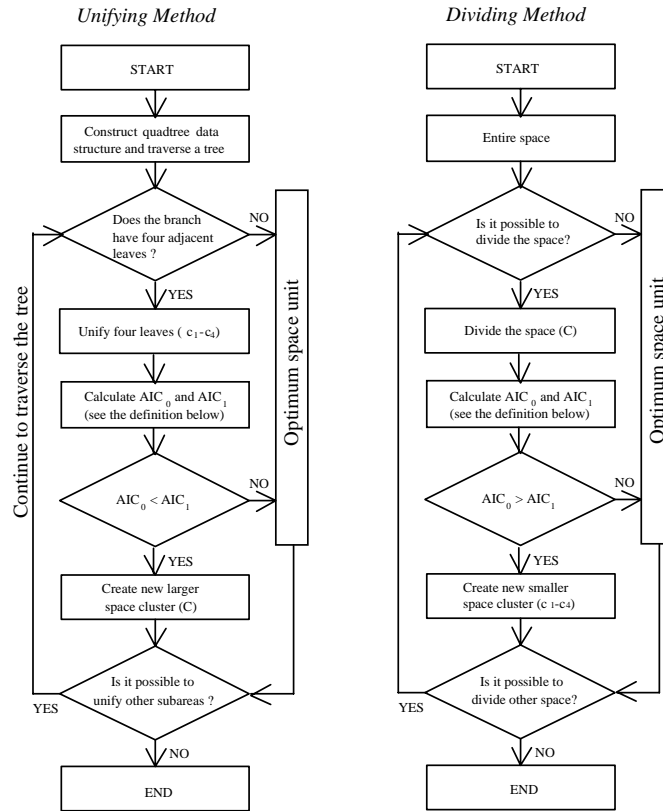 Unifying Method
START
Construct quadtree data
structure and traverse a tree
Does the branch
have four adjacent
leaves ?
NO
YES
Unify four leaves ( c1-c4)
Calculate AIC 0 and AIC1
(see the definition below)
AIC0 < AIC1
NO
YES
Create new larger
space cluster (C)
Is it possible to
unify other subareas ?
YES
NO
END
Continue to traverse the tree
Optimum space unit
Dividing Method
START
Entire space
Is it possible to
divide the space?
NO
YES
Divide the space (C)
Calculate AIC 0 and AIC1
(see the definition below)
AIC0 > AIC1
NO
YES
Create new smaller
space cluster (c 1-c4)
Is it possible to
divide other space?
YES
NO
END
Optimum space unit